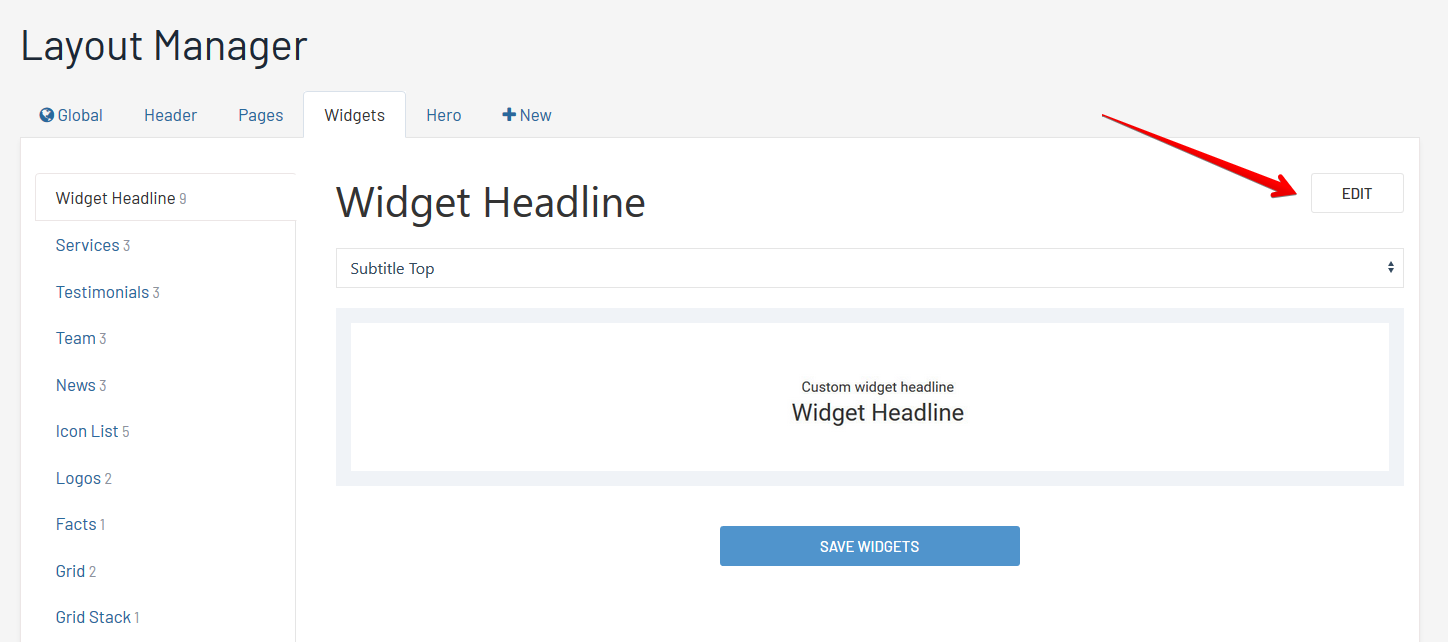 Layout Manager
Global Header Pages Widgets Hero New
Widget Headline 9
Services 3
Testimonials 3
Team 3
News 3
Icon List 5
Logos 2
Facts 1
Grid 2
Grid Stack 1
Widget Headline
EDIT
Subtitle Top
Custom widget headline
Widget Headline
SAVE WIDGETS